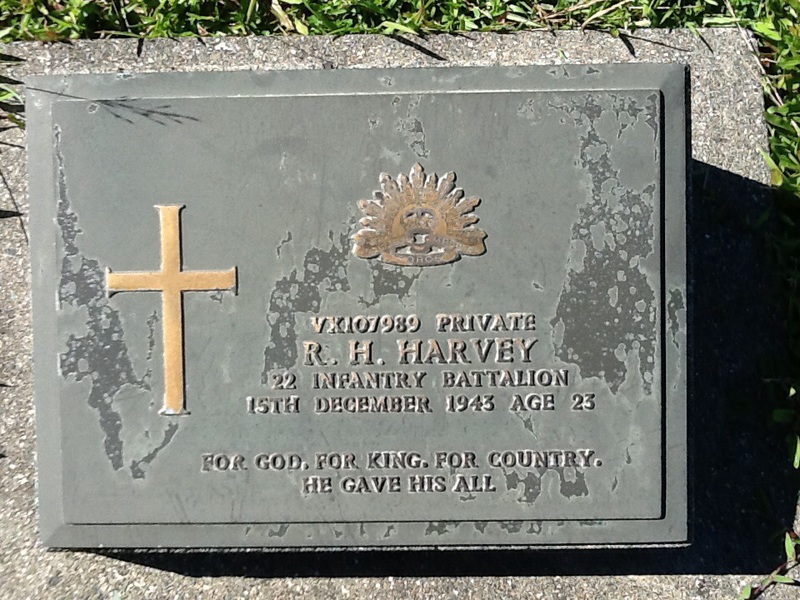 VX107989 PRIVATE
R. H. HARVEY
22 INFANTRY BATTALION
15TH DECEMBER 1943 AGE 23
FOR GOD. FOR KING. FOR COUNTRY.
HE GAVE HIS ALL